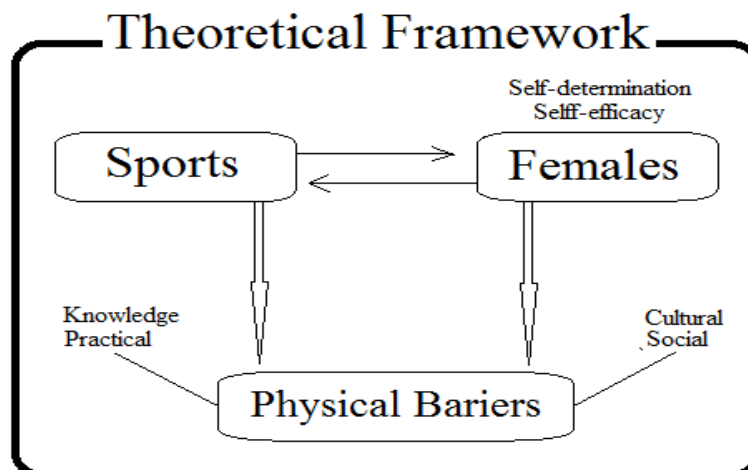 Theoretical Framework
Self-determination
Selff-efficacy
Sports
Females
Knowledge
Practical
Cultural
Social
Physical Bariers